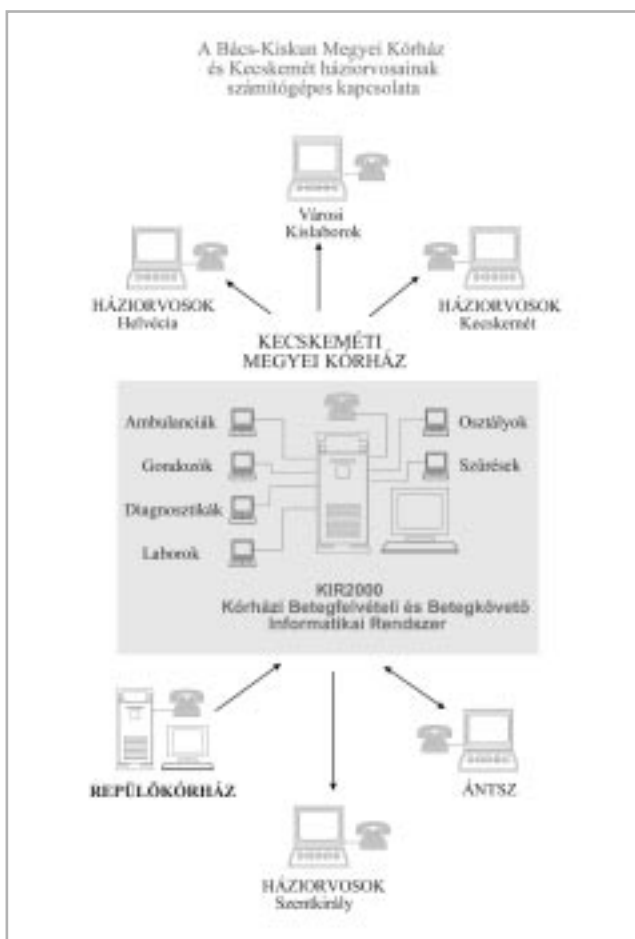 A Bács-Kiskun Megyei Kórház
és Kecskemét háziorvosainak
számítógépes kapcsolata
Városi
Kislaborok
HÁZIORVOSOK
Helvécia
HÁZIORVOSOK
Kecskemét
KECSKEMÉTI
MEGYEI KÓRHÁZ
Ambulanciák
Osztályok
Gondozók
Szűrések
Diagnosztikák
Laborok
KIR2000
Kórházi Betegfelvételi és Betegkövető
Informatikai Rendszer
REPÜLŐKÓRHÁZ
ÁNTSZ
HÁZIORVOSOK
Szentkirály